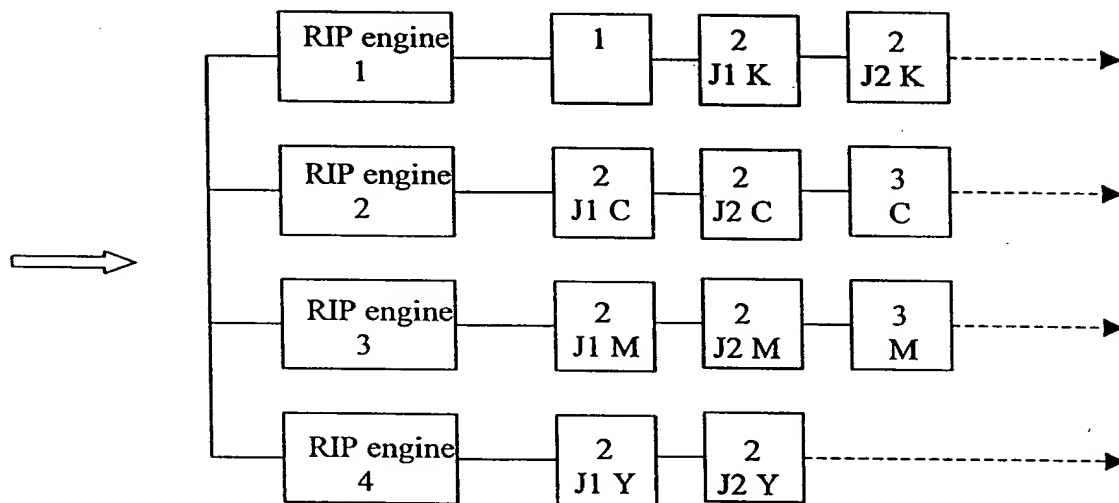 RIP engine
1
1
2
J1 K
2
J2 K
RIP engine
2
2
J1 C
2
J2 C
3
C
RIP engine
3
2
J1 M
2
J2 M
3
M
RIP engine
4
2
J1 Y
2
J2 Y